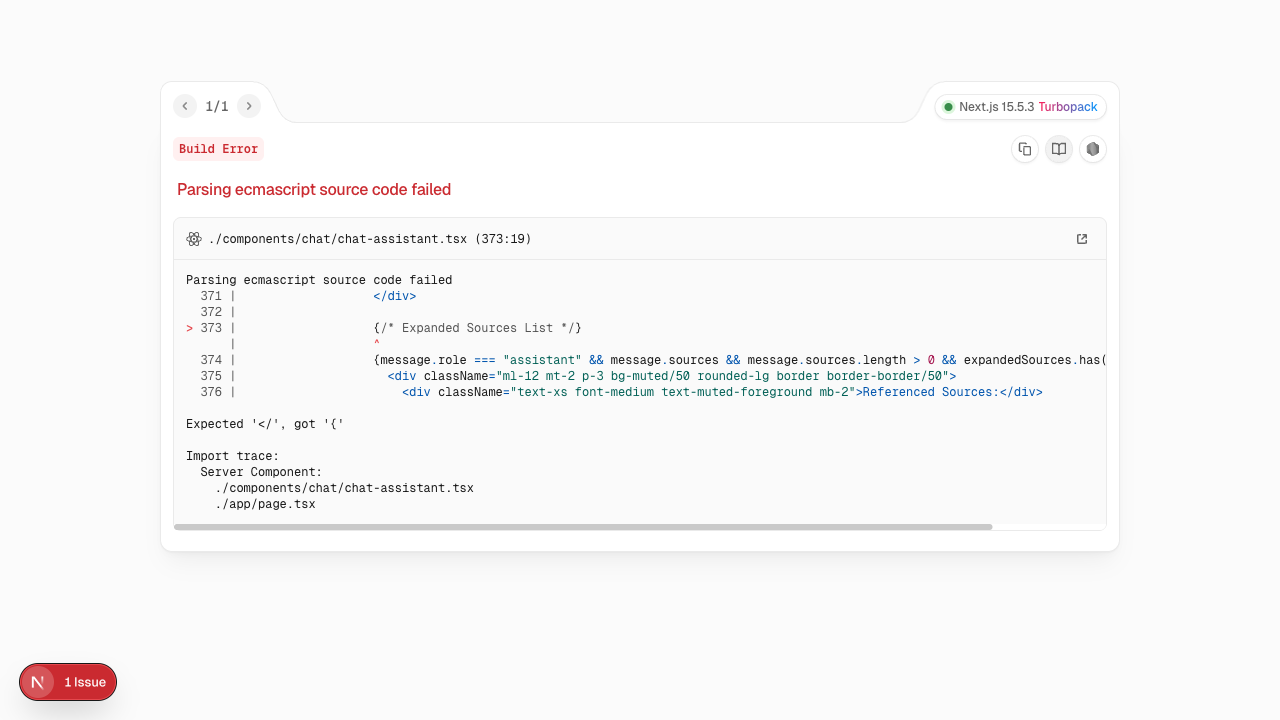 1/1
Next.js 15.5.3 Turbopack
Build Error
Parsing ecmascript source code failed
./components/chat/chat-assistant.tsx (373:19)
Parsing ecmascript source code failed
  371 |                   </div>
  372 |
> 373 |                   {/* Expanded Sources List */}
      |                   ^
  374 |                   {message.role === "assistant" && message.sources && message.sources.length > 0 && expandedSources.has(
  375 |                     <div className="ml-12 mt-2 p-3 bg-muted/50 rounded-lg border border-border/50">
  376 |                       <div className="text-xs font-medium text-muted-foreground mb-2">Referenced Sources:</div>
Expected '</', got '{'
Import trace:
  Server Component:
    ./components/chat/chat-assistant.tsx
    ./app/page.tsx
N 1 Issue